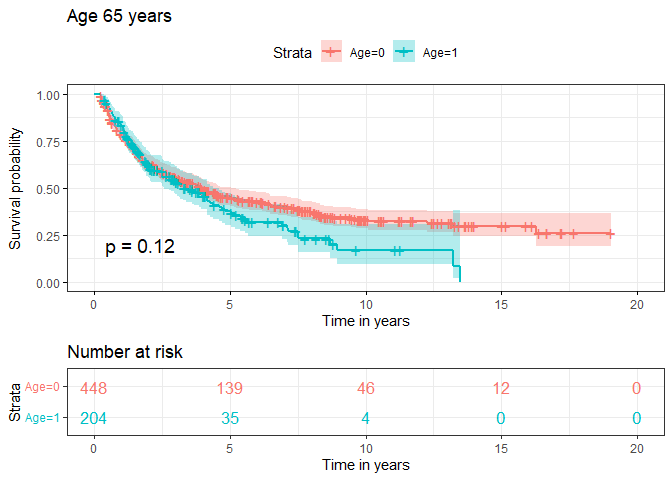 Age 65 years
Strata Age=0 Age=1
Survival probability
1.00
0.75
0.50
0.25
0.00
p = 0.12
0 5 10 15 20
Time in years
Number at risk
Strata
Age=0 448 139 46 12 0
Age=1 204 35 4 0 0
0 5 10 15 20
Time in years